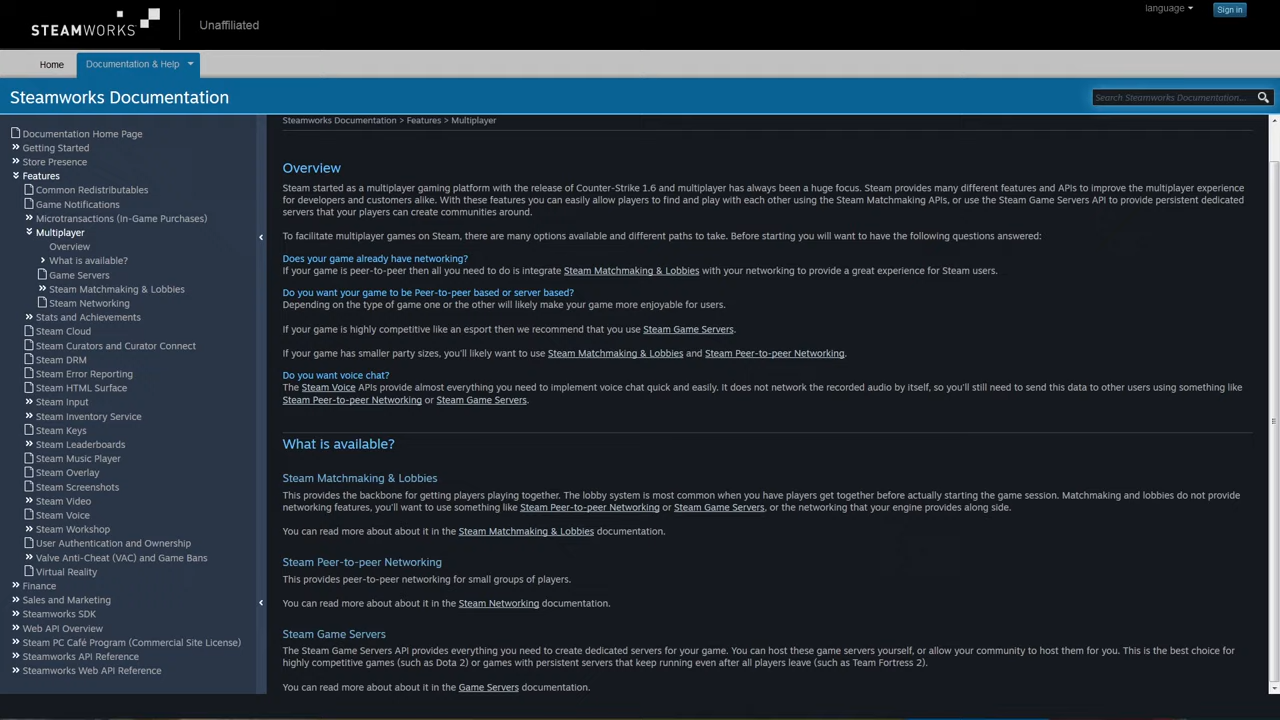 STEAMWORKS
Unaffiliated
language
Sign in
Home
Documentation & Help
Steamworks Documentation
Search Steamworks Documentation...
Documentation Home Page
Getting Started
Store Presence
Features
Common Redistributables
Game Notifications
Microtransactions (In-Game Purchases)
Multiplayer
Overview
What is available?
Game Servers
Steam Matchmaking & Lobbies
Steam Networking
Stats and Achievements
Steam Cloud
Steam Curators and Curator Connect
Steam DRM
Steam Error Reporting
Steam HTML Surface
Steam Input
Steam Inventory Service
Steam Keys
Steam Leaderboards
Steam Music Player
Steam Overlay
Steam Screenshots
Steam Video
Steam Voice
Steam Workshop
User Authentication and Ownership
Valve Anti-Cheat (VAC) and Game Bans
Virtual Reality
Finance
Sales and Marketing
Steamworks SDK
Web API Overview
Steam PC Café Program (Commercial Site License)
Steamworks API Reference
Steamworks Web API Reference
Steamworks Documentation > Features > Multiplayer
Overview
Steam started as a multiplayer gaming platform with the release of Counter-Strike 1.6 and multiplayer has always been a huge focus. Steam provides many different features and APIs to improve the multiplayer experience
for developers and customers alike. With these features you can easily allow players to find and play with each other using the Steam Matchmaking APIs, or use the Steam Game Servers API to provide persistent dedicated
servers that your players can create communities around.
To facilitate multiplayer games on Steam, there are many options available and different paths to take. Before starting you will want to have the following questions answered:
Does your game already have networking?
If your game is peer-to-peer then all you need to do is integrate Steam Matchmaking & Lobbies with your networking to provide a great experience for Steam users.
Do you want your game to be Peer-to-peer based or server based?
Depending on the type of game one or the other will likely make your game more enjoyable for users.
If your game is highly competitive like an esport then we recommend that you use Steam Game Servers.
If your game has smaller party sizes, you'll likely want to use Steam Matchmaking & Lobbies and Steam Peer-to-peer Networking.
Do you want voice chat?
The Steam Voice APIs provide almost everything you need to implement voice chat quick and easily. It does not network the recorded audio by itself, so you'll still need to send this data to other users using something like
Steam Peer-to-peer Networking or Steam Game Servers.
What is available?
Steam Matchmaking & Lobbies
This provides the backbone for getting players playing together. The lobby system is most common when you have players get together before actually starting the game session. Matchmaking and lobbies do not provide
networking features, you'll want to use something like Steam Peer-to-peer Networking or Steam Game Servers, or the networking that your engine provides along side.
You can read more about about it in the Steam Matchmaking & Lobbies documentation.
Steam Peer-to-peer Networking
This provides peer-to-peer networking for small groups of players.
You can read more about about it in the Steam Networking documentation.
Steam Game Servers
The Steam Game Servers API provides everything you need to create dedicated servers for your game. You can host these game servers yourself, or allow your community to host them for you. This is the best choice for
highly competitive games (such as Dota 2) or games with persistent servers that keep running even after all players leave (such as Team Fortress 2).
You can read more about about it in the Game Servers documentation.